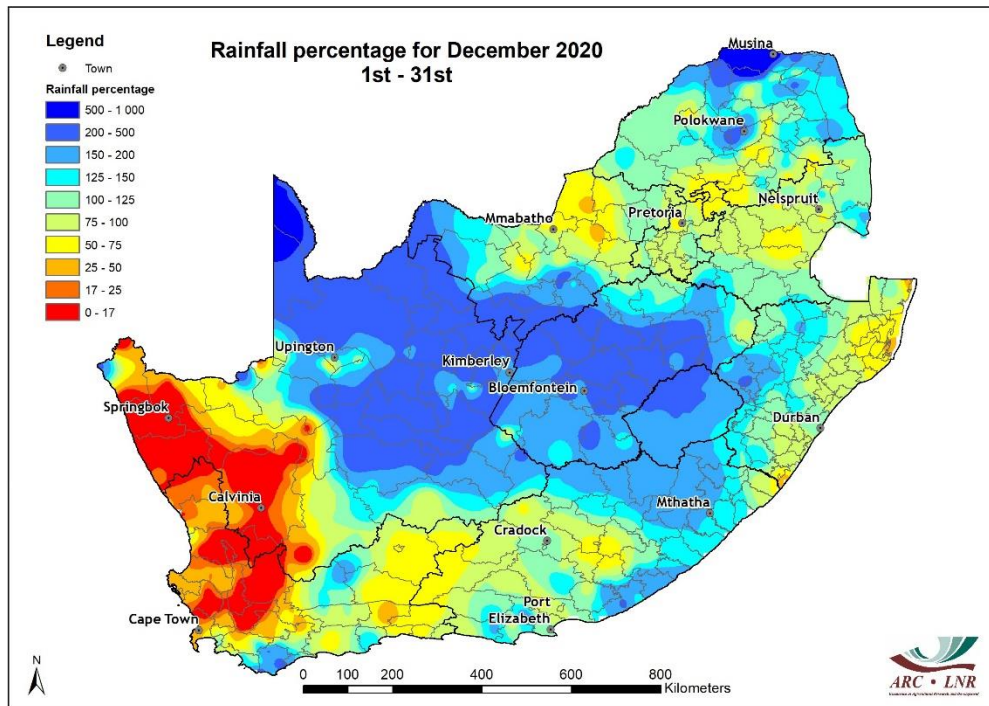 Legend
Town
Rainfall percentage
500 - 1 000
200 - 500
150 - 200
125 - 150
100 - 125
75 - 100
50 - 75
25 - 50
17 - 25
0 - 17
Rainfall percentage for December 2020
1st - 31st
Musina
Polokwane
Nelspruit
Pretoria
Mmabatho
Upington
Kimberley
Bloemfontein
Springbok
Durban
Calvinia
Mthatha
Cradock
Port
Elizabeth
Cape Town
N
0 100 200 400 600 800
Kilometers
ARC • LNR